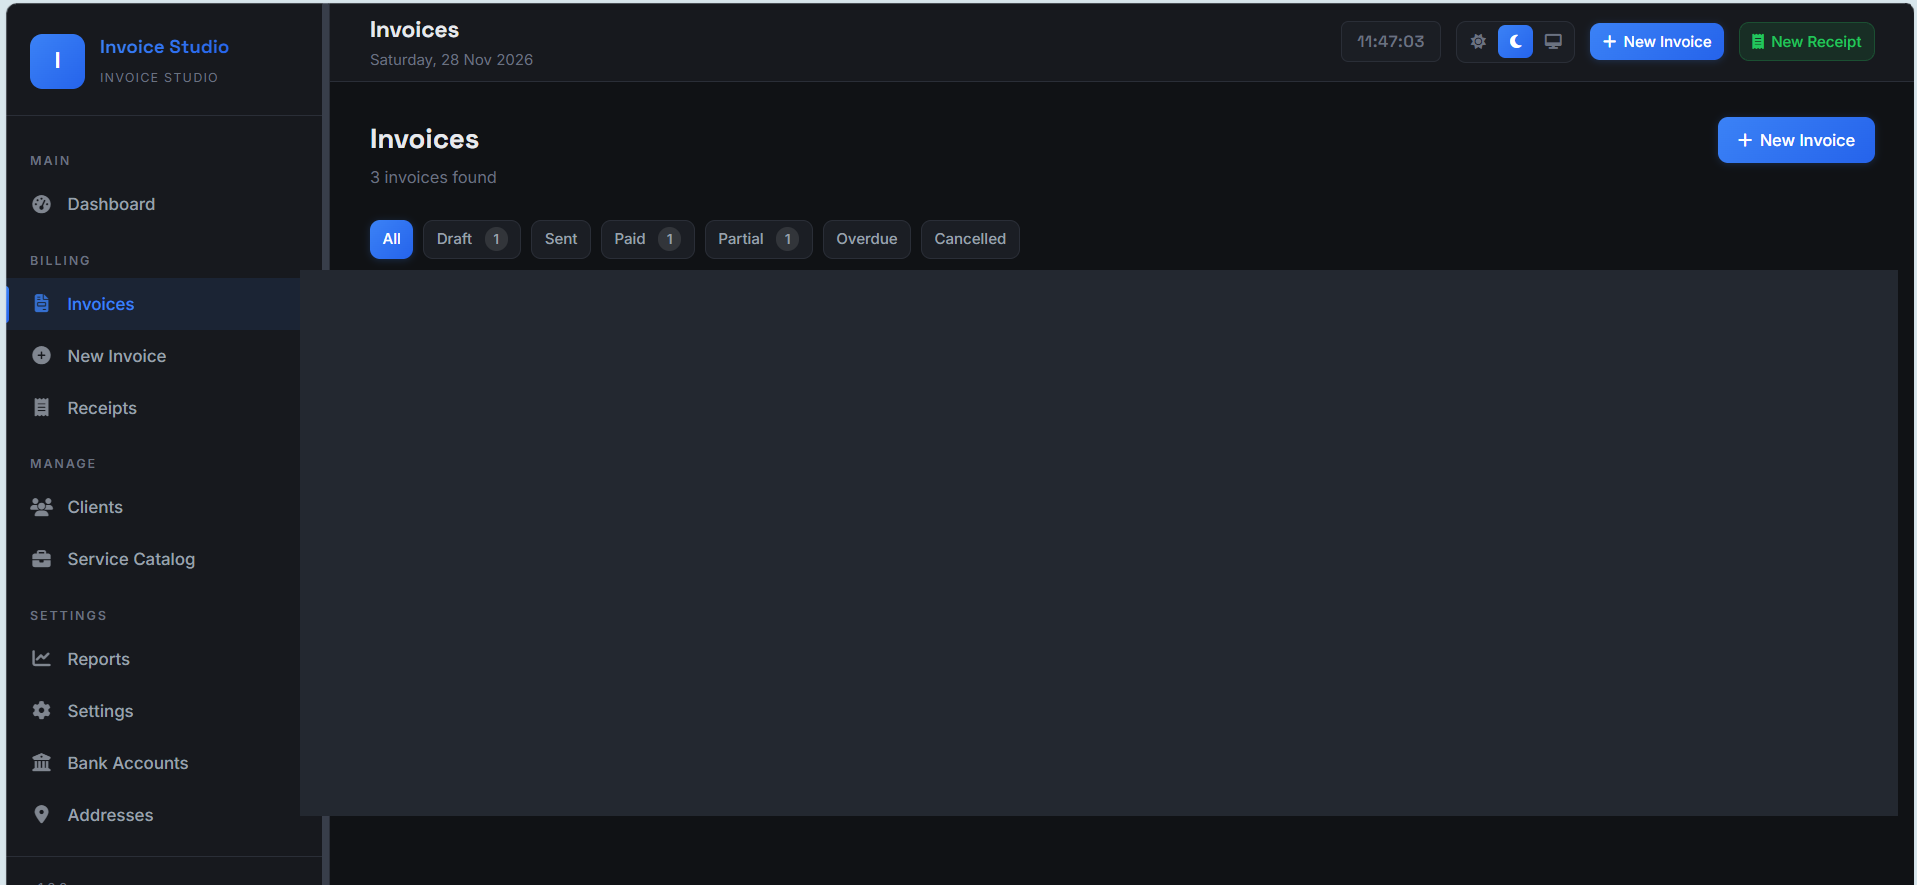 I
Invoice Studio
INVOICE STUDIO
MAIN
Dashboard
BILLING
Invoices
New Invoice
Receipts
MANAGE
Clients
Service Catalog
SETTINGS
Reports
Settings
Bank Accounts
Addresses
Invoices
Saturday, 28 Nov 2026
11:47:03
+ New Invoice
New Receipt
Invoices
+ New Invoice
3 invoices found
All Draft 1 Sent Paid 1 Partial 1 Overdue Cancelled